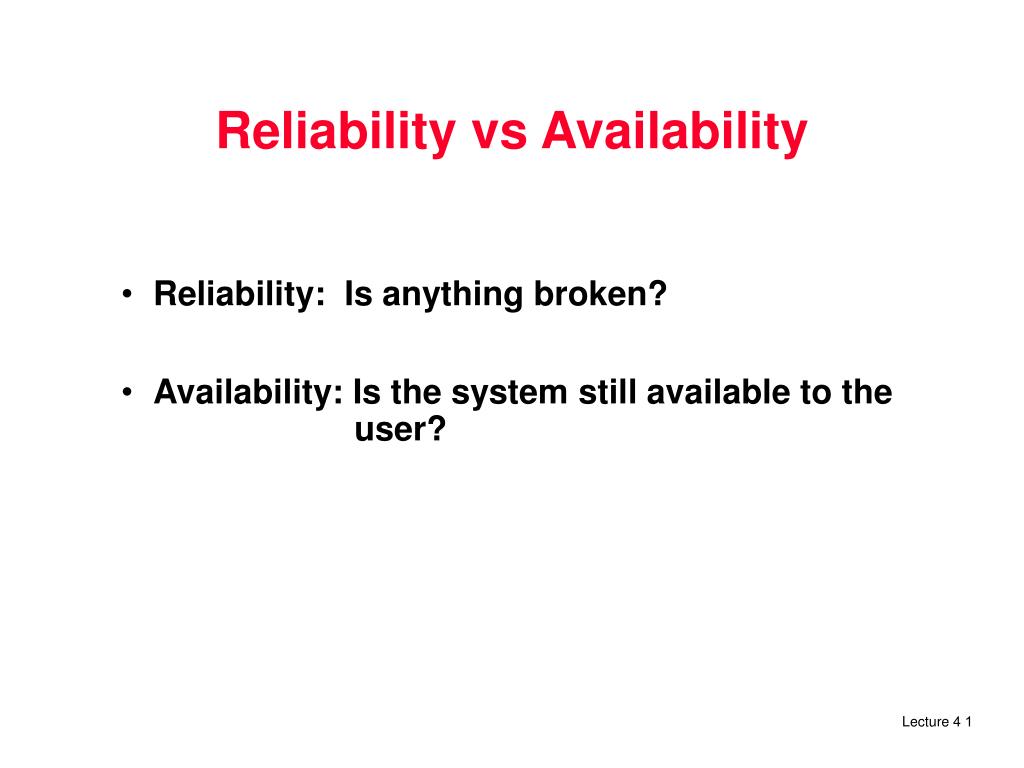 Reliability vs Availability
• Reliability:  Is anything broken?
• Availability: Is the system still available to the
user?
Lecture 4 1